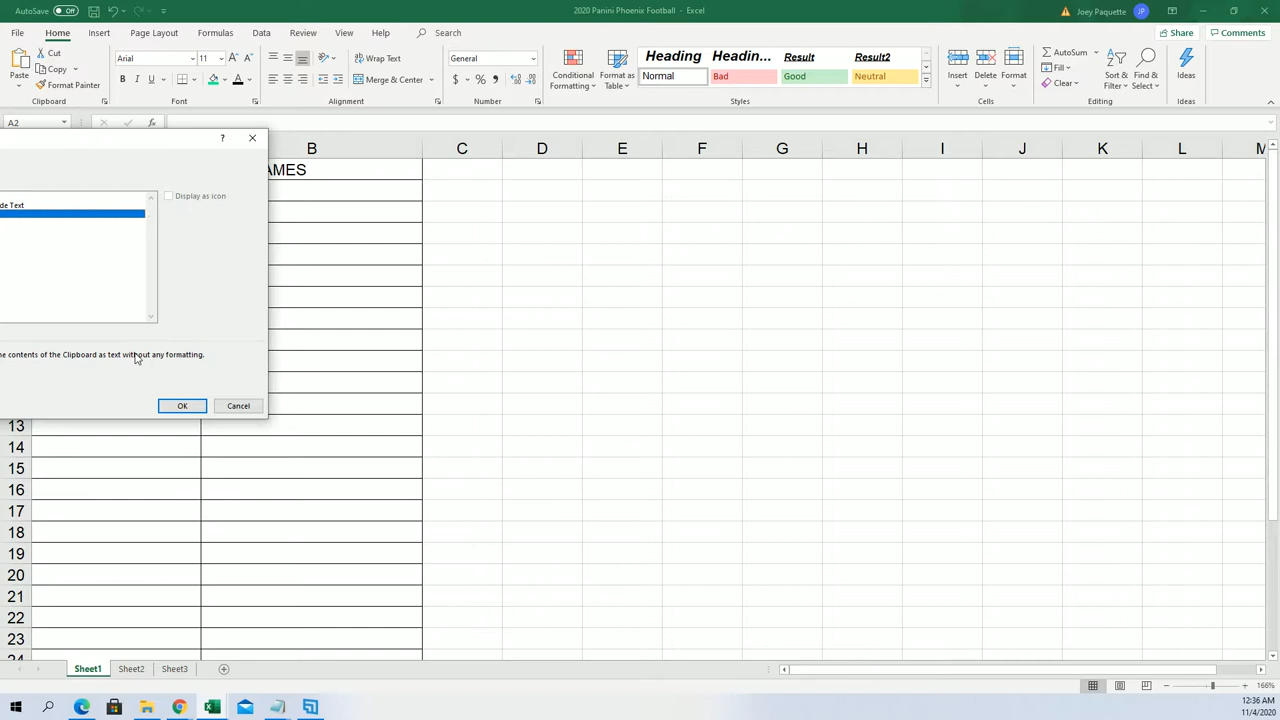 AutoSave Off
2020 Panini Phoenix Football - Excel
Joey Paquette JP
File Home Insert Page Layout Formulas Data Review View Help Search
Share Comments
Paste
Cut
Copy
Format Painter
Arial 11 A A
B I U A
Wrap Text
Merge & Center
General
$ % ,
Conditional Formatting
Format as Table
Heading Headin... Result Result2
Normal Bad Good Neutral
Insert Delete Format
AutoSum
Fill
Clear
Sort & Filter
Find & Select
Ideas
Clipboard Font Alignment Number Styles Cells Editing Ideas
A2 fx
?
B C D E F G H I J K L M
AMES
de Text
Display as icon
e contents of the Clipboard as text without any formatting.
OK Cancel
13
14
15
16
17
18
19
20
21
22
23
24
Sheet1 Sheet2 Sheet3
166%
12:36 AM
11/4/2020